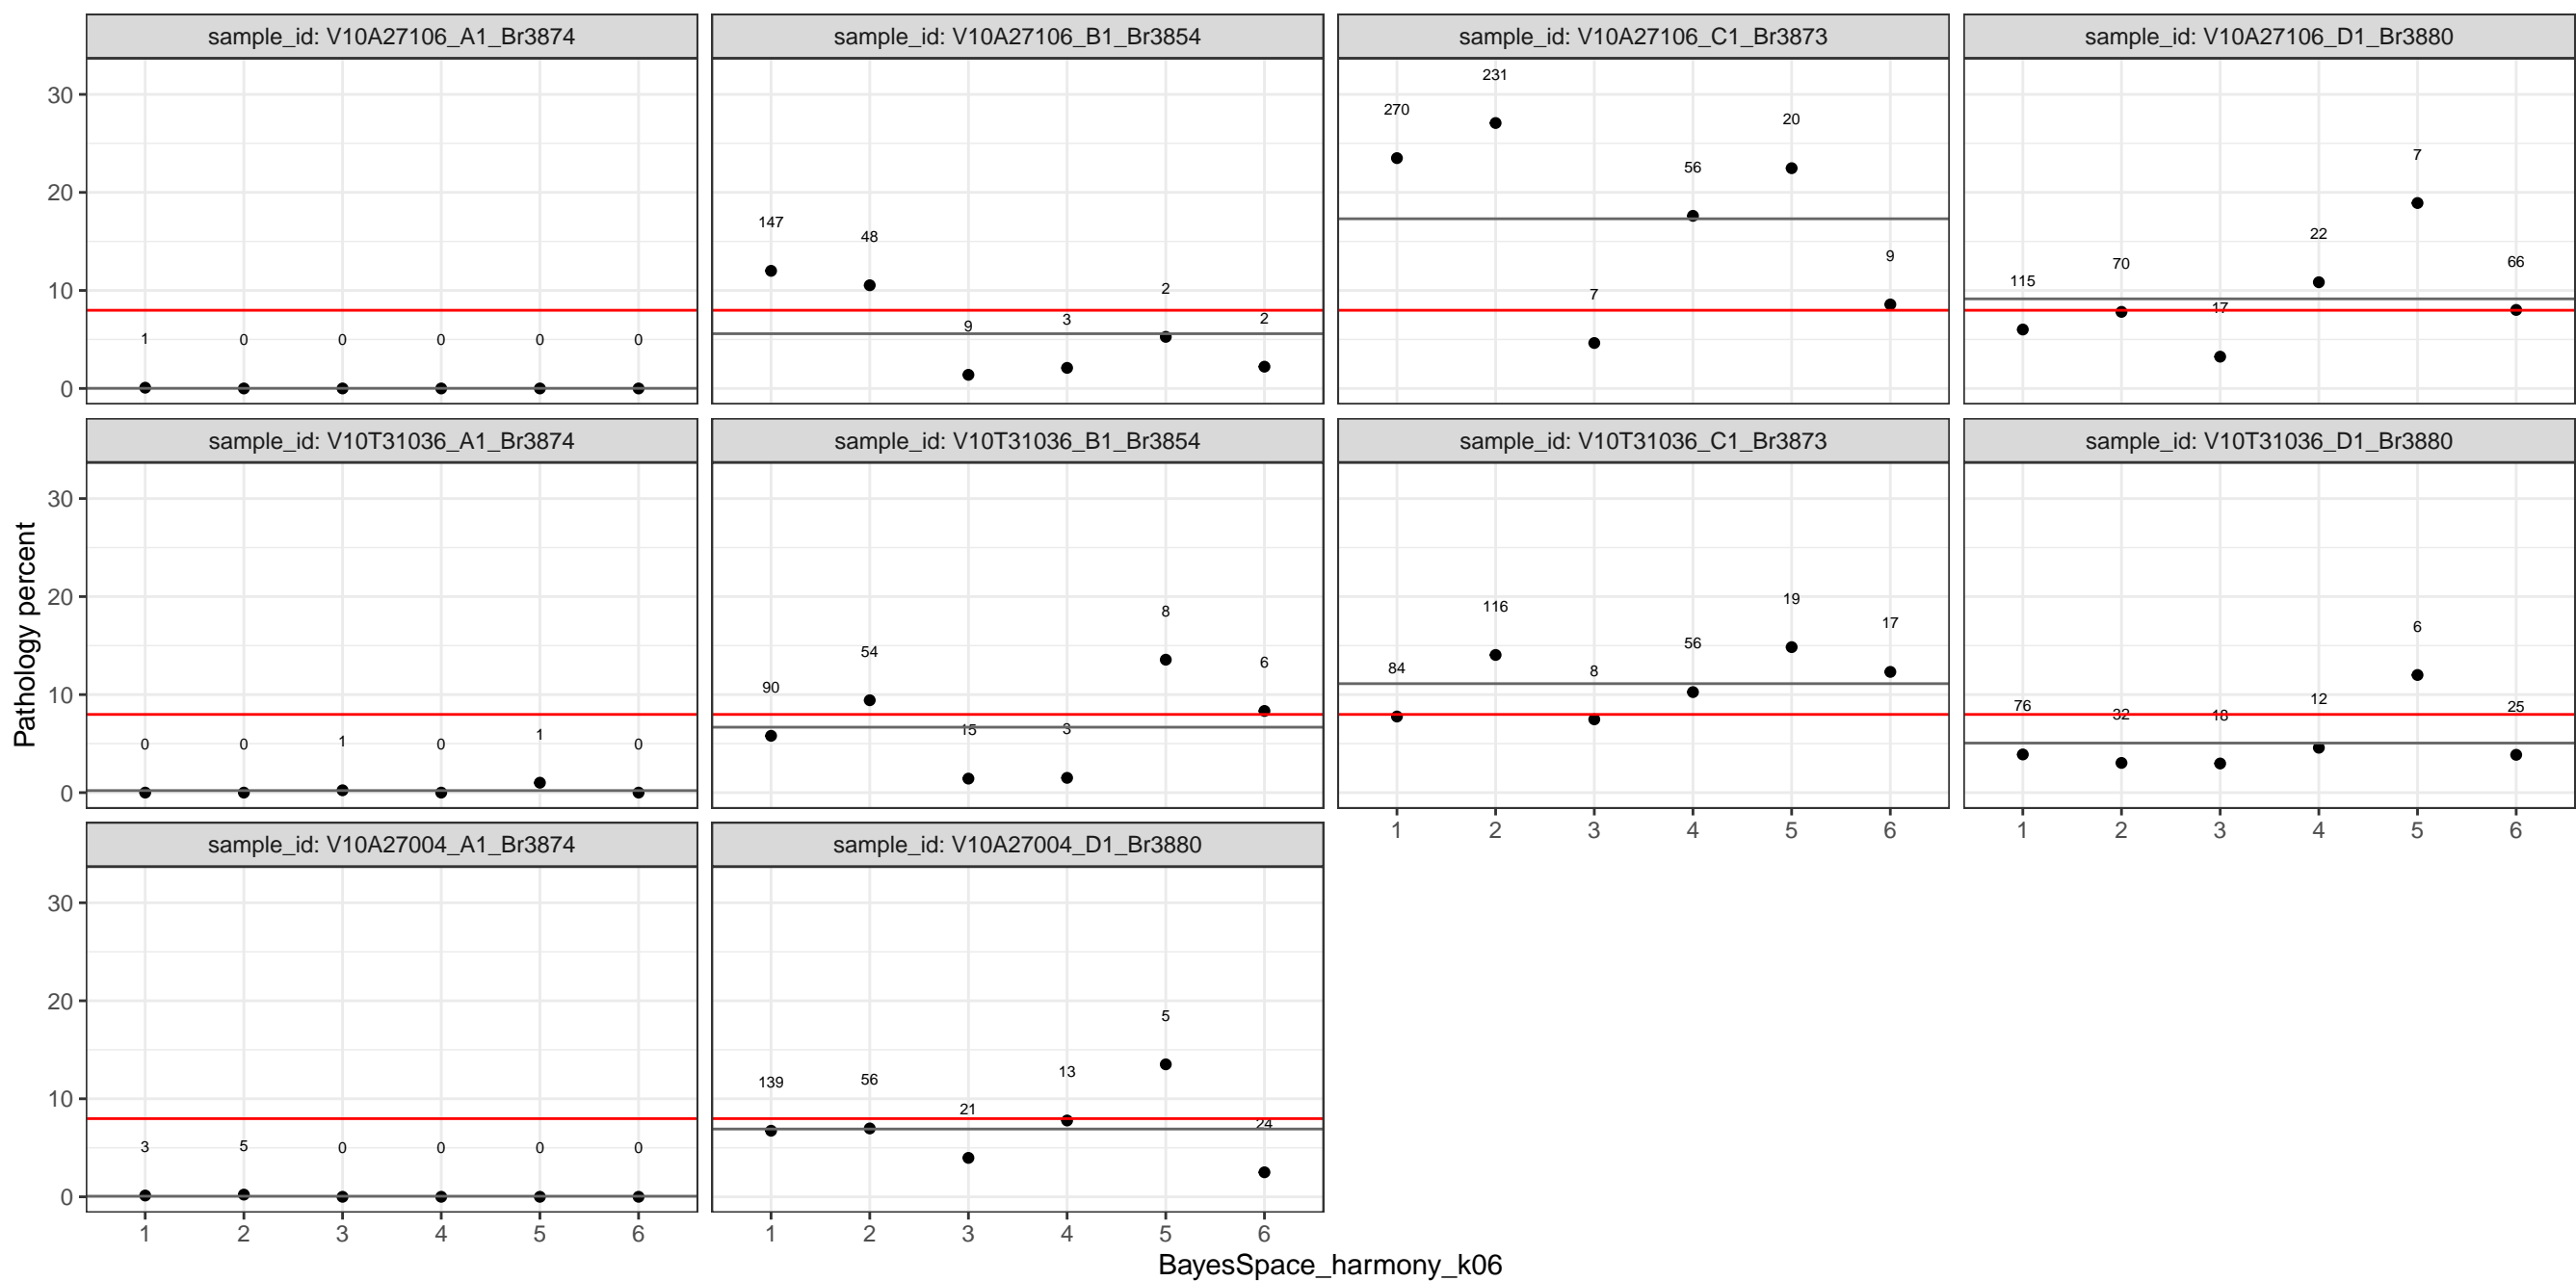 sample_id: V10A27106_A1_Br3874
sample_id: V10A27106_B1_Br3854
sample_id: V10A27106_C1_Br3873
sample_id: V10A27106_D1_Br3880
30
20
10
0
1 0 0 0 0 0
147 48 9 3 2 2
270 231 7 56 20 9
115 70 17 22 7 66
sample_id: V10T31036_A1_Br3874
sample_id: V10T31036_B1_Br3854
sample_id: V10T31036_C1_Br3873
sample_id: V10T31036_D1_Br3880
30
20
10
0
0 0 1 0 1 0
90 54 15 3 8 6
84 116 8 56 19 17
76 32 18 12 6 25
1 2 3 4 5 6
1 2 3 4 5 6
sample_id: V10A27004_A1_Br3874
sample_id: V10A27004_D1_Br3880
30
20
10
0
3 5 0 0 0 0
139 56 21 13 5 24
1 2 3 4 5 6
1 2 3 4 5 6
Pathology percent
BayesSpace_harmony_k06